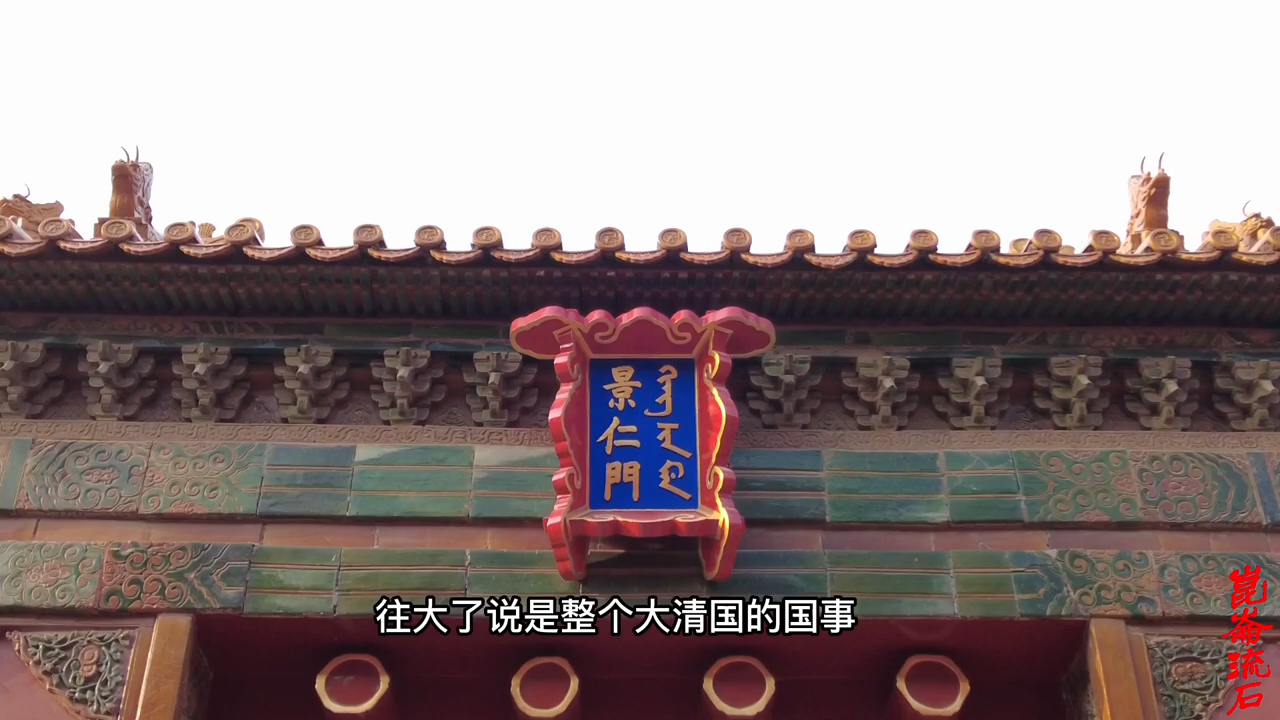 景仁門
往大了说是整个大清国的国事
崑崙流石